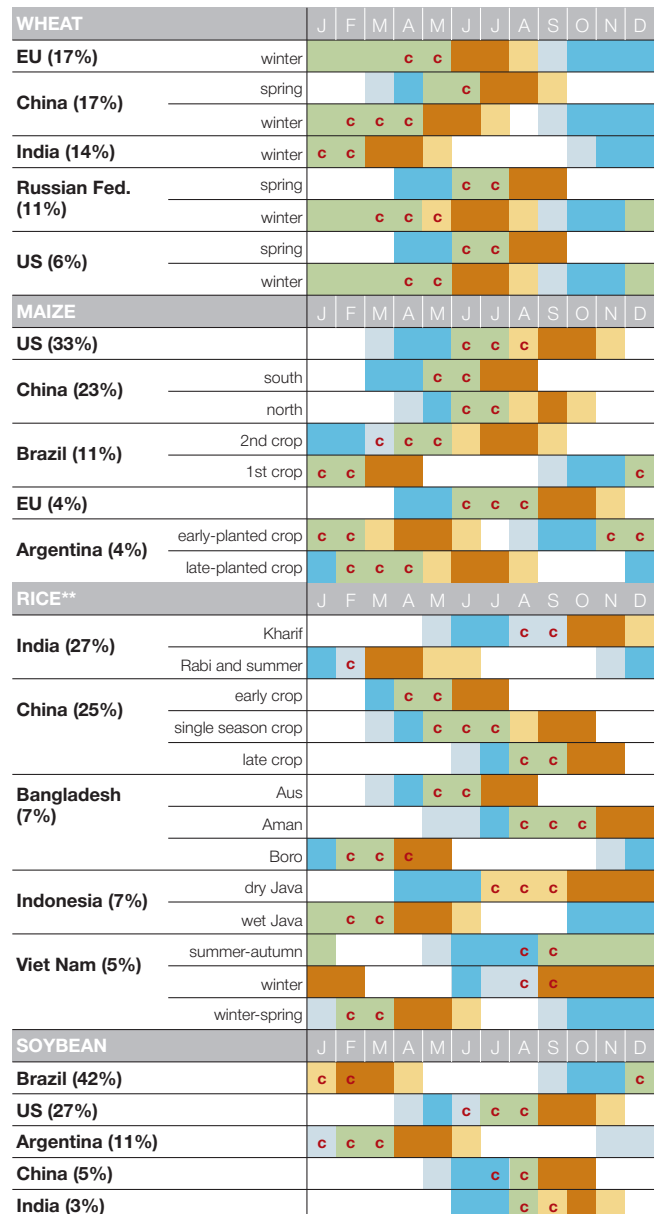 WHEAT J F M A M J J A S O N D
EU (17%) winter c c
China (17%) spring c
winter c c c
India (14%) winter c c
Russian Fed. (11%) spring c c
winter c c c
US (6%) spring c c
winter c c
MAIZE J F M A M J J A S O N D
US (33%) c c c
China (23%) south c c
north c c
Brazil (11%) 2nd crop c c c
1st crop c c c
EU (4%) c c c
Argentina (4%) early-planted crop c c c c
late-planted crop c c c
RICE** J F M A M J J A S O N D
India (27%) Kharif c c
Rabi and summer c
China (25%) early crop c c
single season crop c c c
late crop c c
Bangladesh (7%) Aus c c
Aman c c c
Boro c c c
Indonesia (7%) dry Java c c c
wet Java c c
Viet Nam (5%) summer-autumn c c
winter c c
winter-spring c c
SOYBEAN J F M A M J J A S O N D
Brazil (42%) c c c
US (27%) c c c
Argentina (11%) c c c
China (5%) c c
India (3%) c c